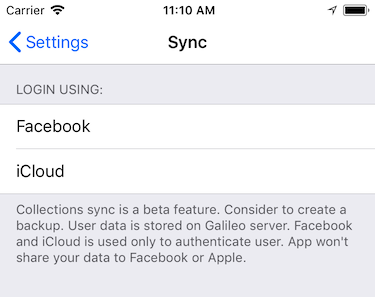 Carrier 11:10 AM
Settings Sync
LOGIN USING:
Facebook
iCloud
Collections sync is a beta feature. Consider to create a
backup. User data is stored on Galileo server. Facebook
and iCloud is used only to authenticate user. App won't
share your data to Facebook or Apple.